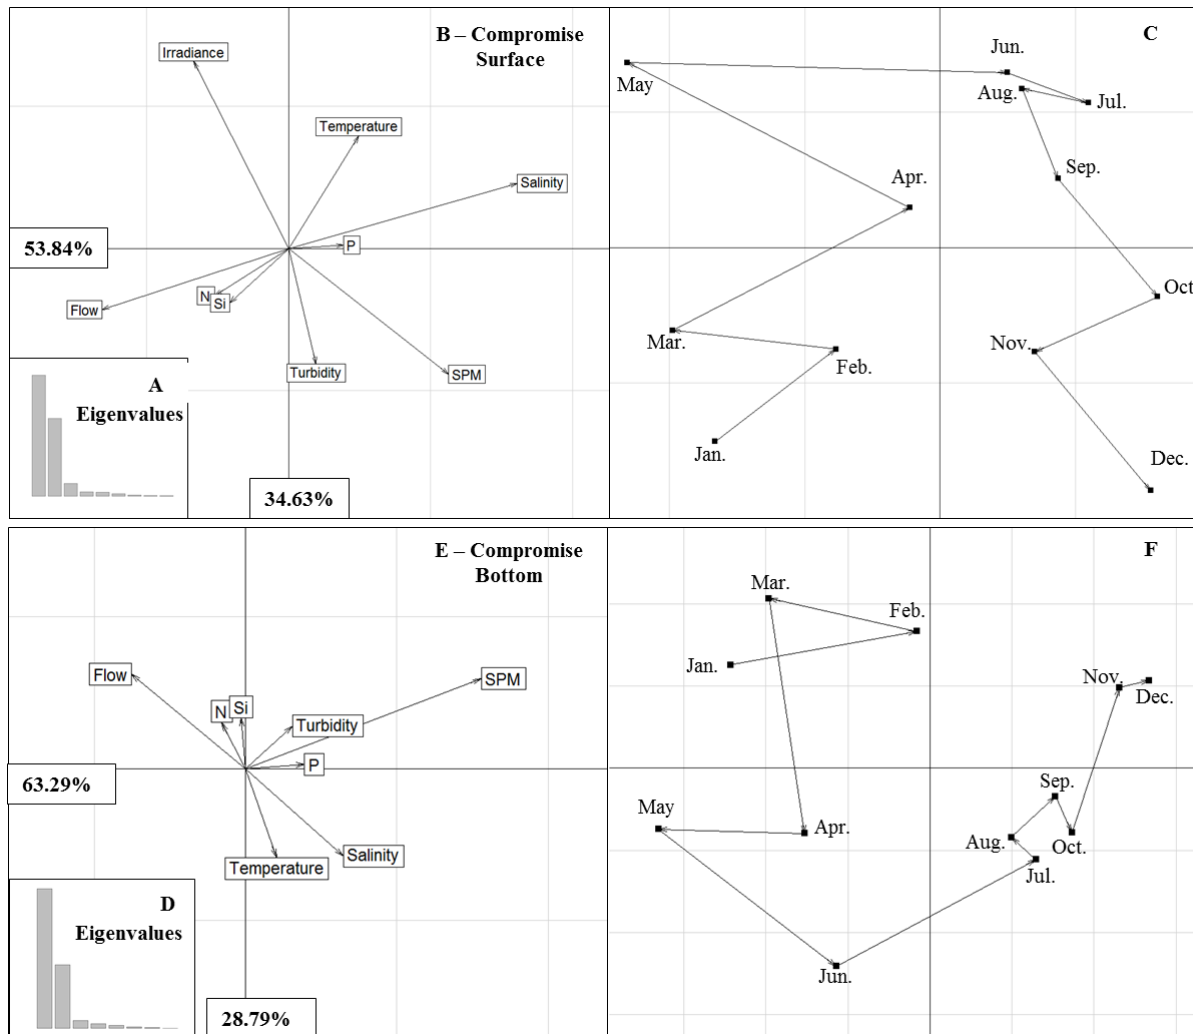 B – Compromise
Surface
Irradiance
Temperature
Salinity
P
53.84%
N
Si
Flow
Turbidity
SPM
A
Eigenvalues
34.63%
C
Jun.
May
Aug.
Jul.
Sep.
Apr.
Oct
Mar.
Nov.
Feb.
Jan.
Dec.
E – Compromise
Bottom
Flow
SPM
N
Si
Turbidity
P
63.29%
Salinity
Temperature
D
Eigenvalues
28.79%
F
Mar.
Feb.
Jan.
Nov.
Dec.
Sep.
May
Apr.
Aug.
Oct.
Jul.
Jun.